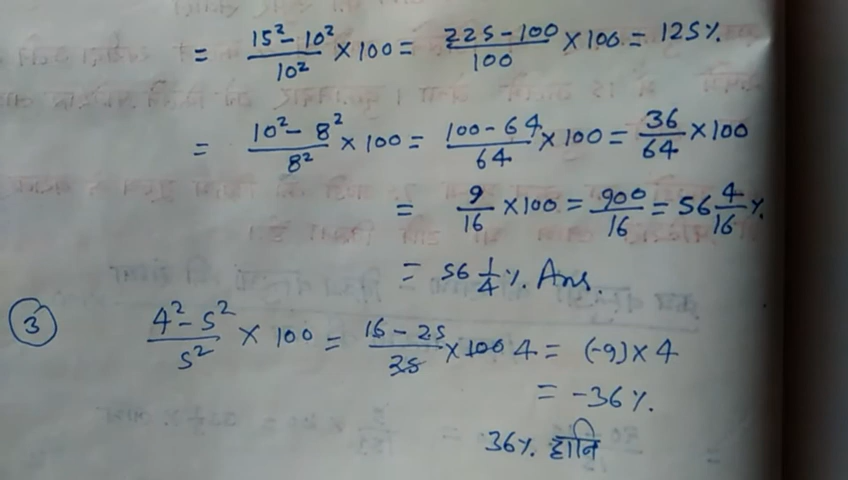 = 15²-10²/10² × 100 = 225-100/100 × 100 = 125%
= 10²-8²/8² × 100 = 100-64/64 × 100 = 36/64 × 100
= 9/16 × 100 = 900/16 = 56 4/16 %
= 56 1/4 % Ans.
③ 4²-5²/5² × 100 = 16-25/25 × 100 4 = (-9) × 4
= -36%
36% हानि